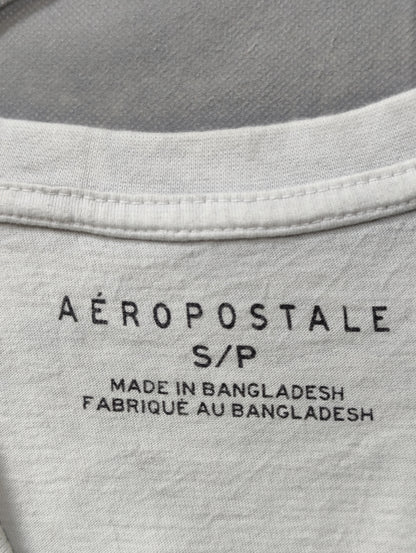 AÉROPOSTALE
S/P
MADE IN BANGLADESH
FABRIQUÉ AU BANGLADESH